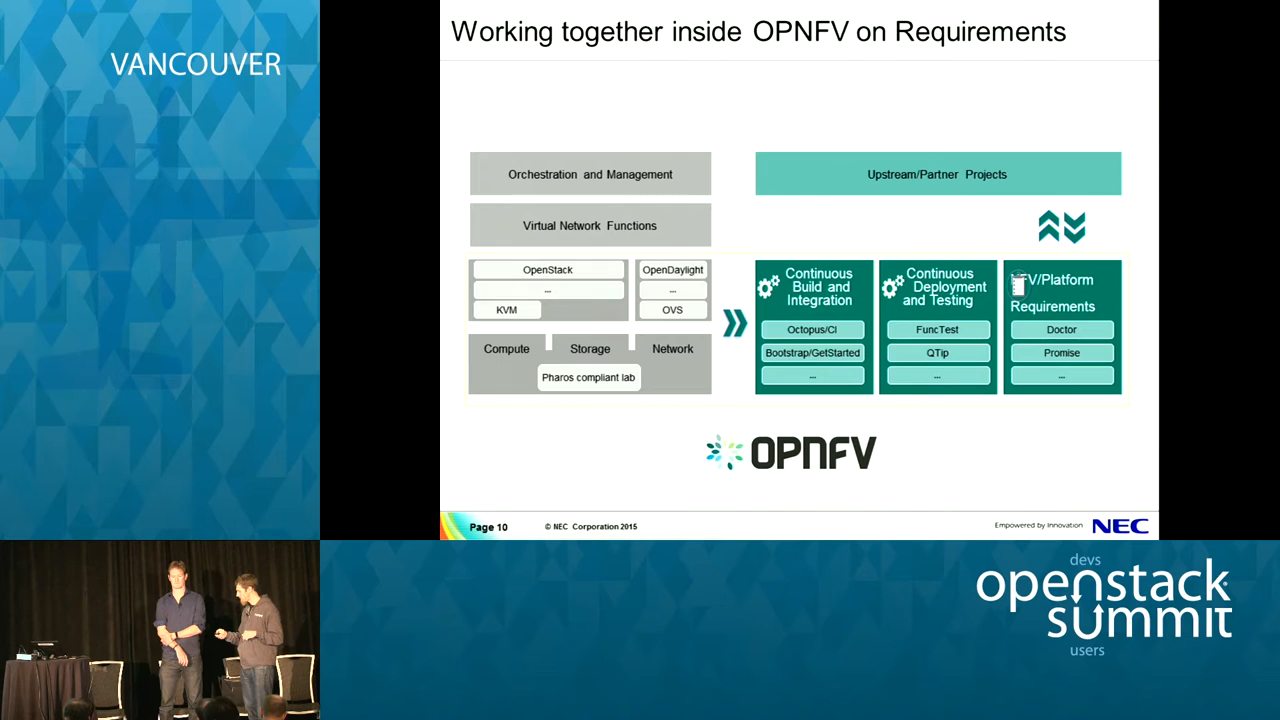 VANCOUVER
Working together inside OPNFV on Requirements
Orchestration and Management
Virtual Network Functions
OpenStack
...
KVM
OpenDaylight
...
OVS
Compute
Storage
Network
Pharos compliant lab
Upstream/Partner Projects
Continuous
Build and
Integration
Octopus/CI
Bootstrap/GetStarted
...
Continuous
Deployment
and Testing
FuncTest
QTip
...
/Platform
Requirements
Doctor
Promise
...
OPNFV
Page 10
© NEC Corporation 2015
Empowered by Innovation
NEC
devs
openstack
summit
users